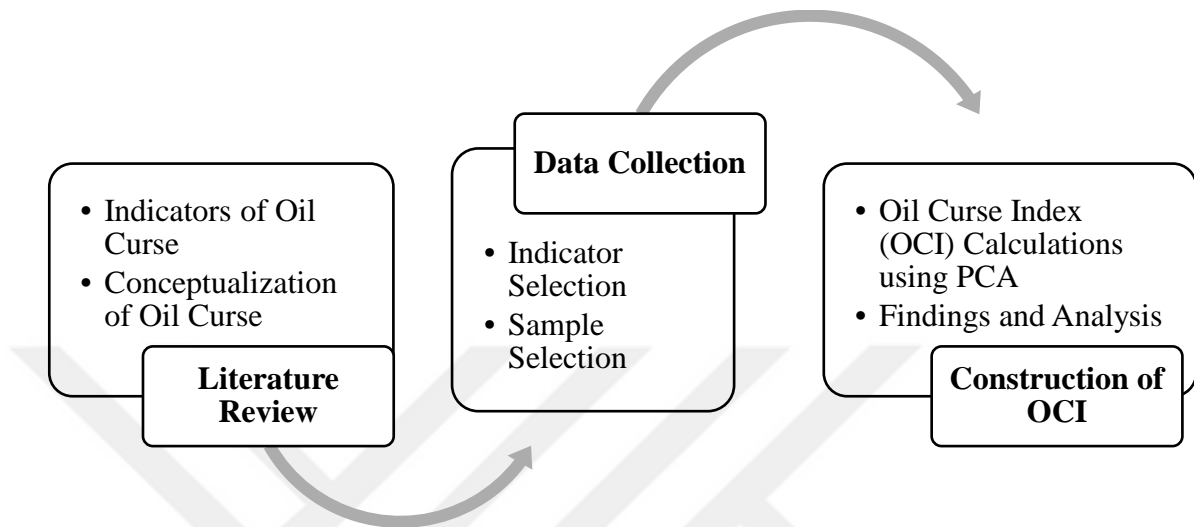 • Indicators of Oil
Curse
• Conceptualization
of Oil Curse
Literature
Review
Data Collection
• Indicator
Selection
• Sample
Selection
• Oil Curse Index
(OCI) Calculations
using PCA
• Findings and Analysis
Construction of
OCI